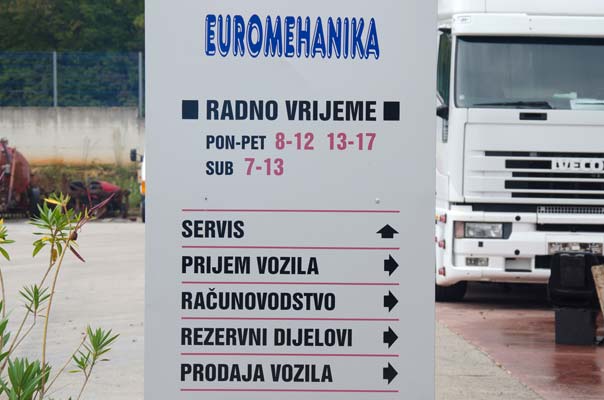 EUROMEHANIKA
RADNO VRIJEME
PON-PET 8-12 13-17
SUB 7-13
SERVIS
PRIJEM VOZILA
RAČUNOVODSTVO
REZERVNI DIJELOVI
PRODAJA VOZILA
IVECO